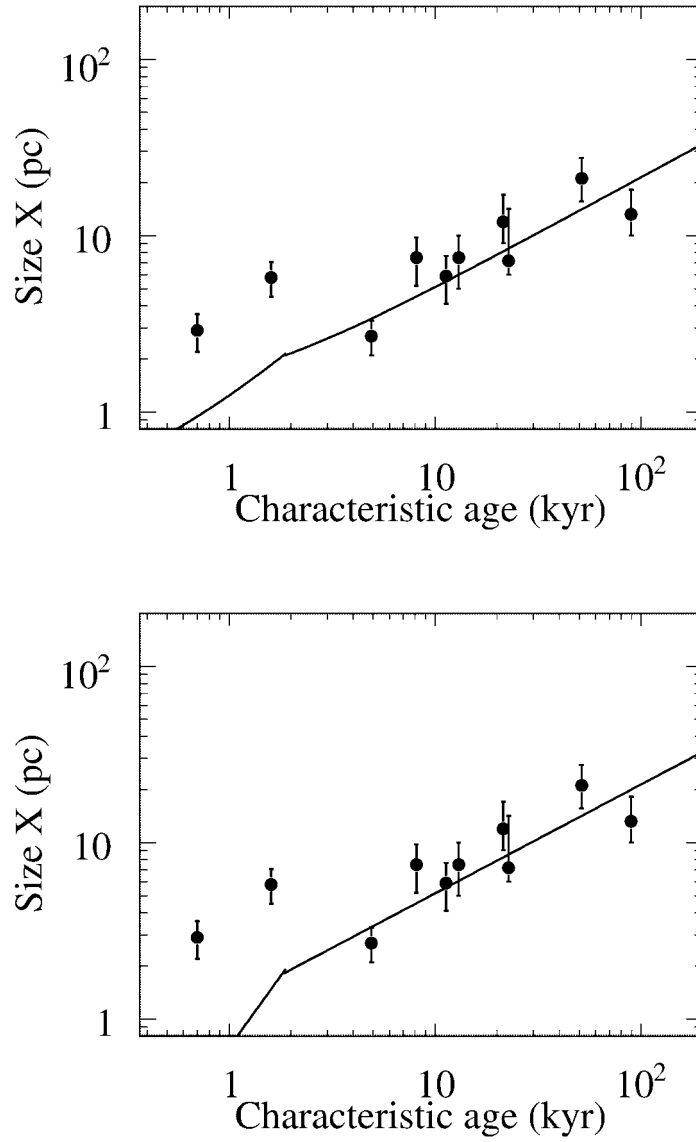 10²
10
1
Size X (pc)
1 10 10²
Characteristic age (kyr)
10²
10
1
Size X (pc)
1 10 10²
Characteristic age (kyr)